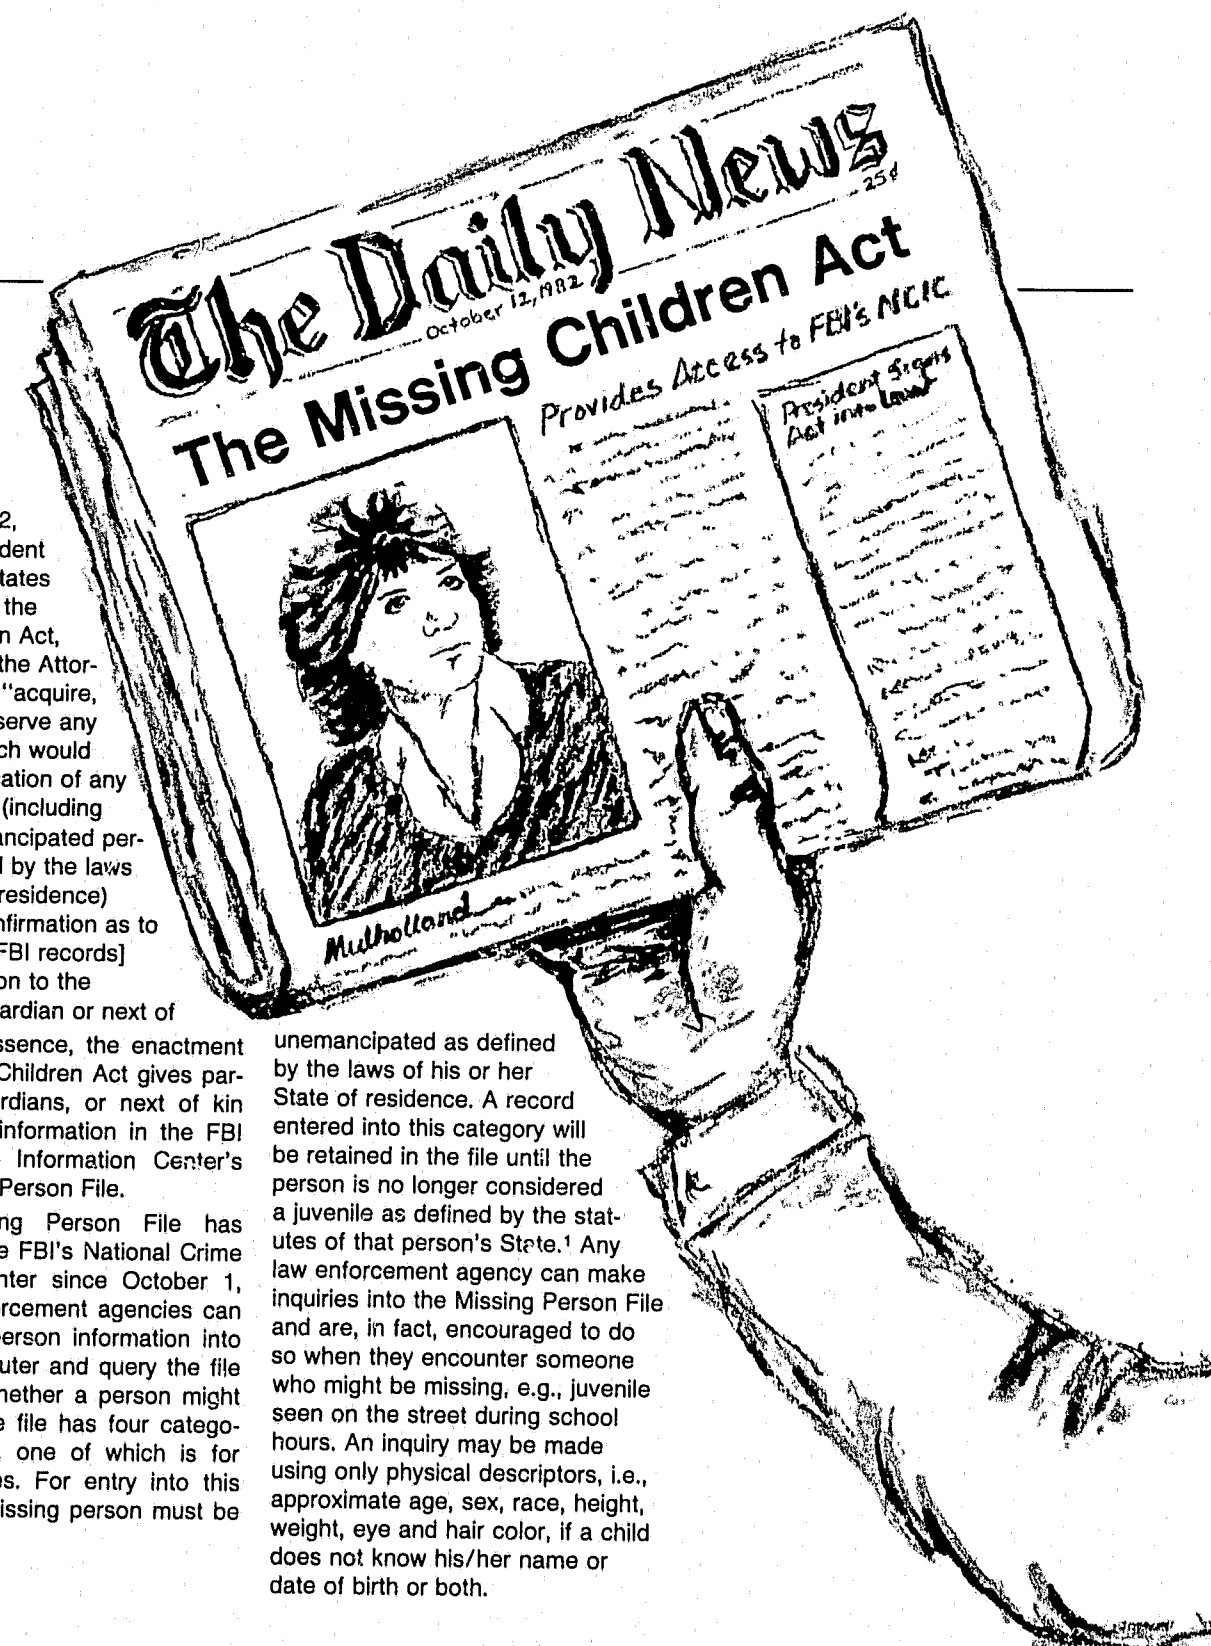 The Daily News
25¢
October 12, 1982
The Missing Children Act
Provides Access to FBI's NCIC
President Signs
Act into Law
Mulholland
2,
dent
tates
the
n Act,
the Attor-
"acquire,
serve any
ch would
ation of any
(including
ancipated per-
l by the laws
residence)
nfirmation as to
FBI records]
on to the
ardian or next of
ssence, the enactment
Children Act gives par-
rdians, or next of kin
information in the FBI
Information Center's
Person File.
ng Person File has
e FBI's National Crime
nter since October 1,
orcement agencies can
erson information into
uter and query the file
hether a person might
e file has four catego-
one of which is for
es. For entry into this
issing person must be
unemancipated as defined
by the laws of his or her
State of residence. A record
entered into this category will
be retained in the file until the
person is no longer considered
a juvenile as defined by the stat-
utes of that person's State.¹ Any
law enforcement agency can make
inquiries into the Missing Person File
and are, in fact, encouraged to do
so when they encounter someone
who might be missing, e.g., juvenile
seen on the street during school
hours. An inquiry may be made
using only physical descriptors, i.e.,
approximate age, sex, race, height,
weight, eye and hair color, if a child
does not know his/her name or
date of birth or both.